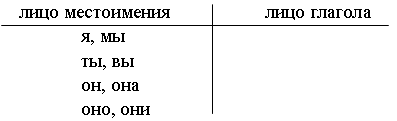 лицо местоимения лицо глагола
я, мы
ты, вы
он, она
оно, они